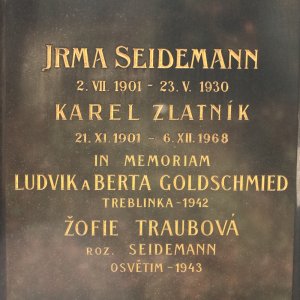 JRMA SEIDEMANN
2. VII. 1901 - 23. V. 1930
KAREL ZLATNÍK
21. XI. 1901 - 6. XII. 1968
IN MEMORIAM
LUDVIK A BERTA GOLDSCHMIED
TREBLINKA - 1942
ŽOFIE TRAUBOVÁ
ROZ. SEIDEMANN
OSVĚTIM - 1943